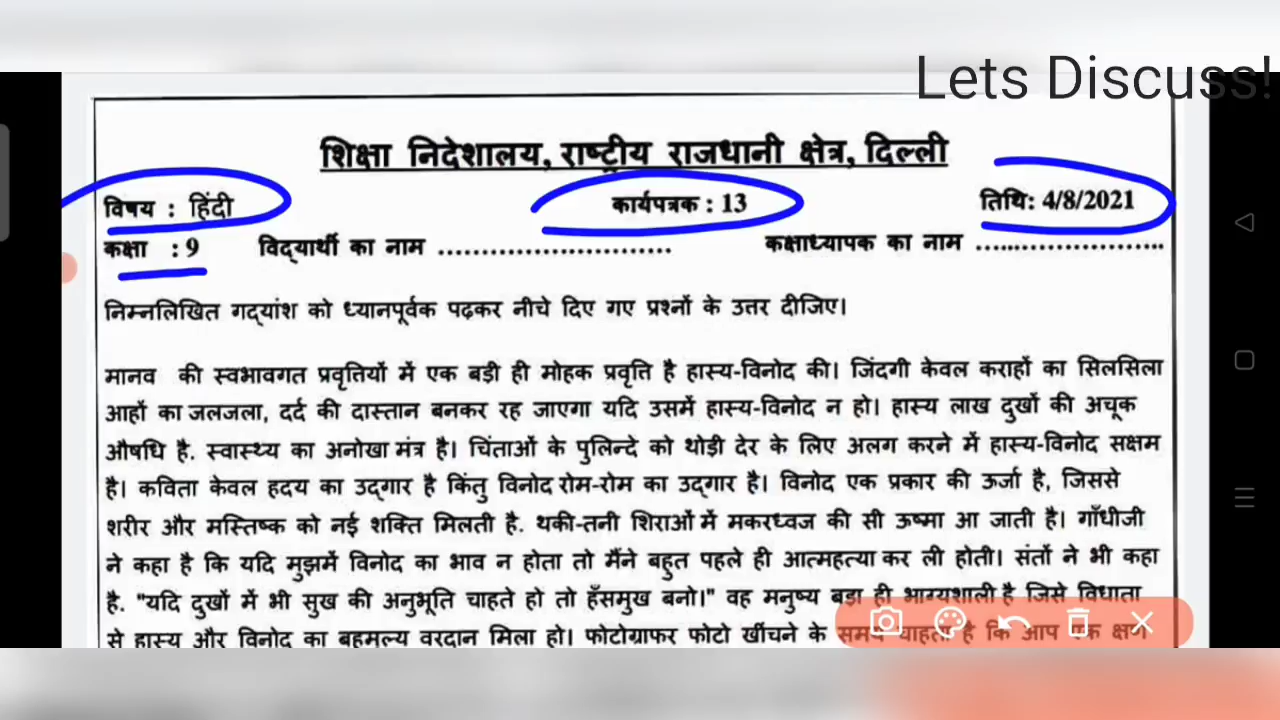 Lets Discuss!
शिक्षा निदेशालय, राष्ट्रीय राजधानी क्षेत्र, दिल्ली
विषय : हिंदी कार्यपत्रक : 13 तिथि: 4/8/2021
कक्षा : 9 विद्यार्थी का नाम ............................ कक्षाध्यापक का नाम ........................
निम्नलिखित गद्यांश को ध्यानपूर्वक पढ़कर नीचे दिए गए प्रश्नों के उत्तर दीजिए।
मानव की स्वभावगत प्रवृत्तियों में एक बड़ी ही मोहक प्रवृत्ति है हास्य-विनोद की। जिंदगी केवल कराहों का सिलसिला
आहों का जलजला, दर्द की दास्तान बनकर रह जाएगा यदि उसमें हास्य-विनोद न हो। हास्य लाख दुखों की अचूक
औषधि है. स्वास्थ्य का अनोखा मंत्र है। चिंताओं के पुलिन्दे को थोड़ी देर के लिए अलग करने में हास्य-विनोद सक्षम
है। कविता केवल हृदय का उद्गार है किंतु विनोद रोम-रोम का उद्गार है। विनोद एक प्रकार की ऊर्जा है, जिससे
शरीर और मस्तिष्क को नई शक्ति मिलती है. थकी-तनी शिराओं में मकरध्वज की सी ऊष्मा आ जाती है। गाँधीजी
ने कहा है कि यदि मुझमें विनोद का भाव न होता तो मैंने बहुत पहले ही आत्महत्या कर ली होती। संतों ने भी कहा
है. "यदि दुखों में भी सुख की अनुभूति चाहते हो तो हँसमुख बनो।" वह मनुष्य बड़ा ही भाग्यशाली है जिसे विधाता
से हास्य और विनोद का बहुमूल्य वरदान मिला हो। फोटोग्राफर फोटो खींचने के समय चाहता है कि आप एक क्षण